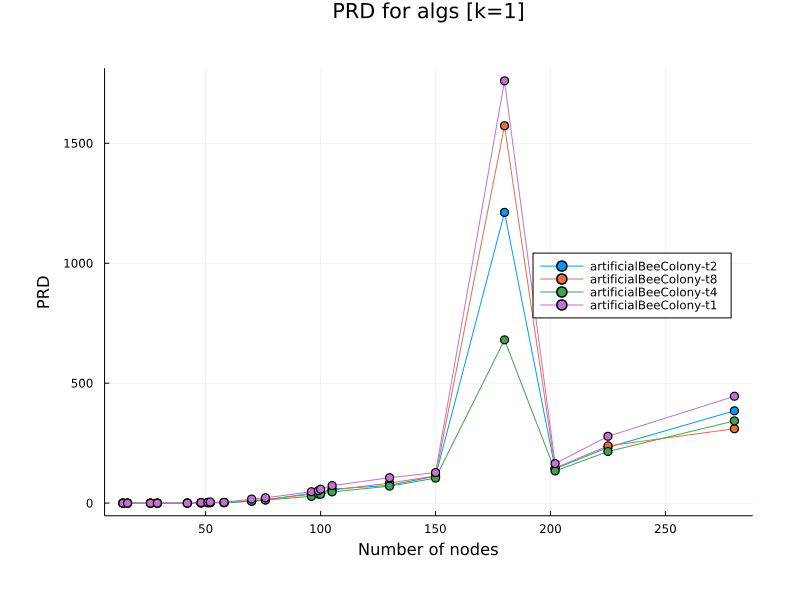 PRD for algs [k=1]
1500
1000
500
0
PRD
artificialBeeColony-t2
artificialBeeColony-t8
artificialBeeColony-t4
artificialBeeColony-t1
50
100
150
200
250
Number of nodes